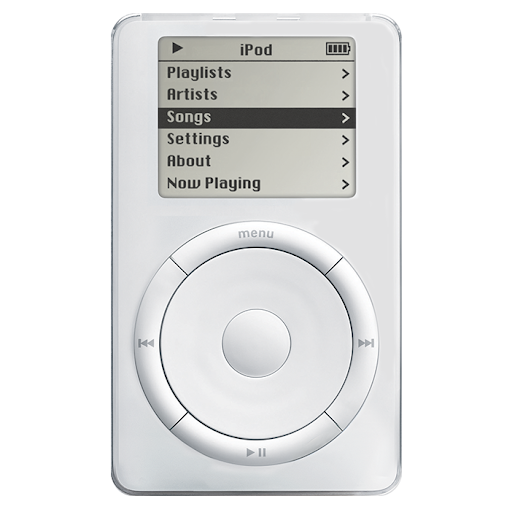 iPod
Playlists >
Artists >
Songs >
Settings >
About >
Now Playing >
menu